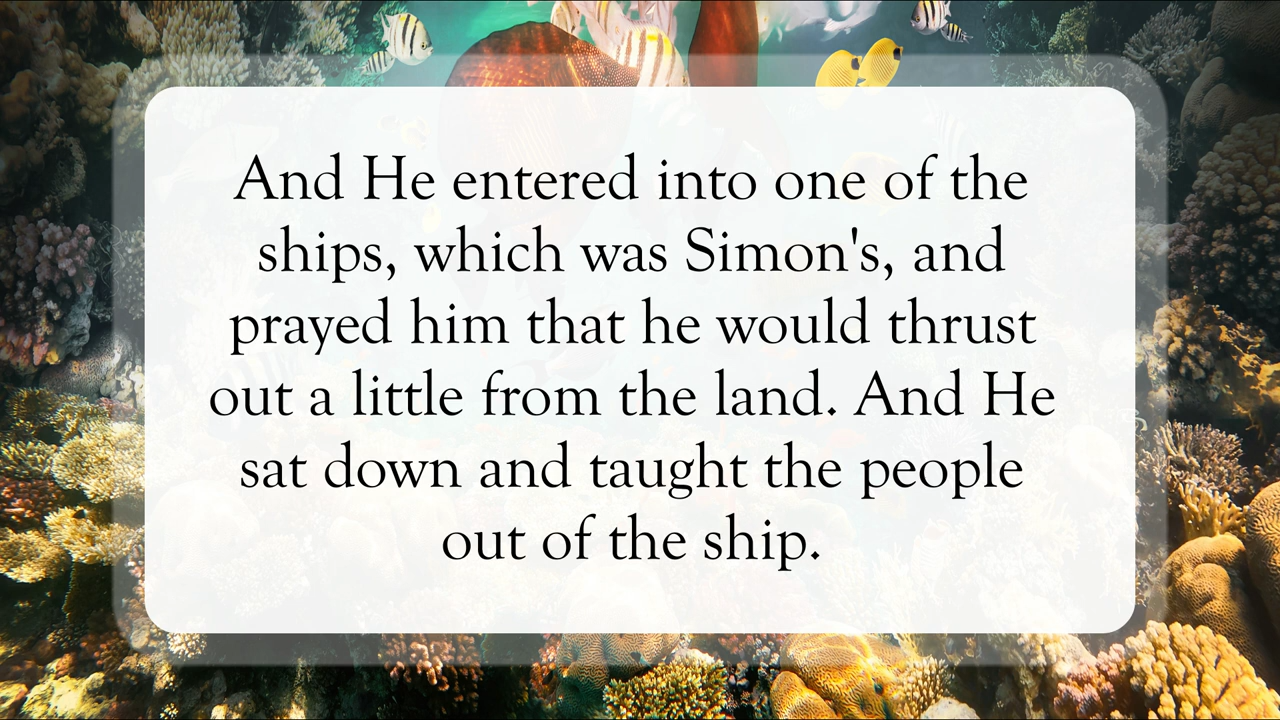 And He entered into one of the
ships, which was Simon's, and
prayed him that he would thrust
out a little from the land. And He
sat down and taught the people
out of the ship.